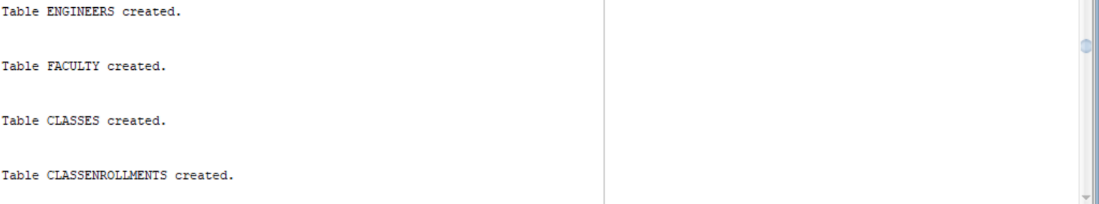 Table ENGINEERS created.
Table FACULTY created.
Table CLASSES created.
Table CLASSENROLLMENTS created.